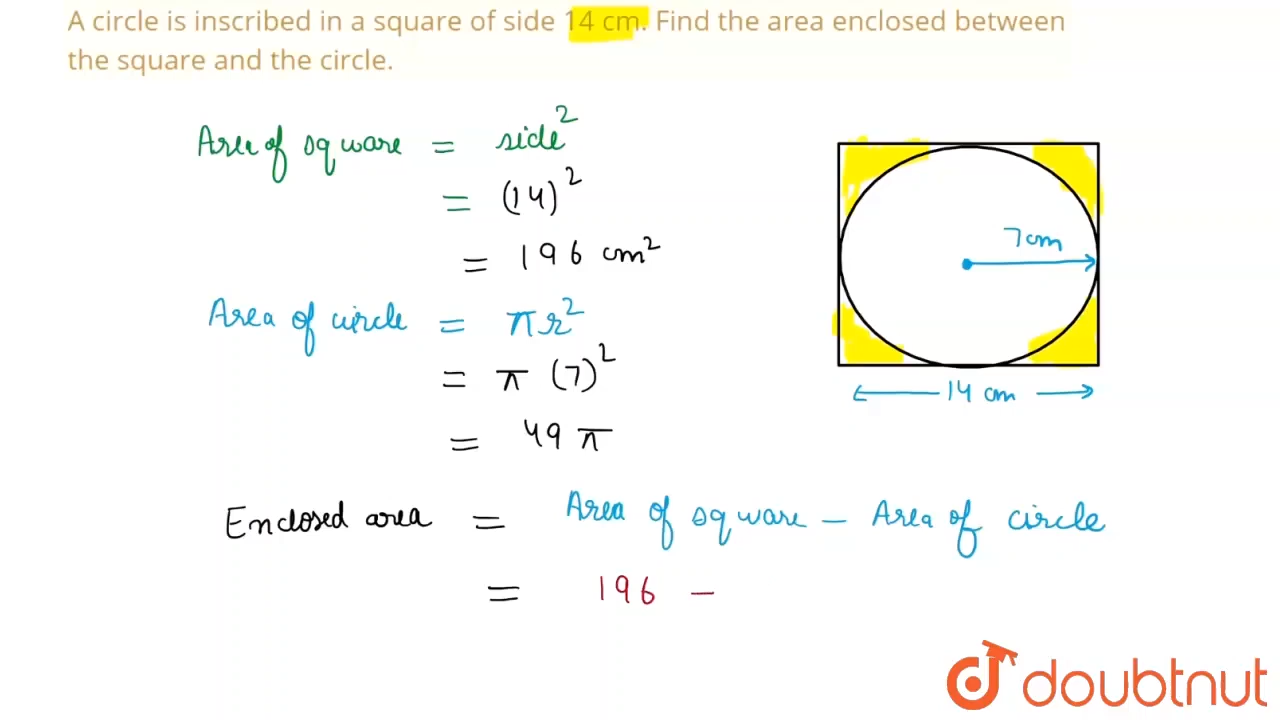 A circle is inscribed in a square of side 14 cm. Find the area enclosed between
the square and the circle.
Area of square = side²
= (14)²
= 196 cm²
Area of circle = πr²
= π (7)²
= 49 π
7cm
14 cm
Enclosed area = Area of square - Area of circle
= 196 -
doubtnut